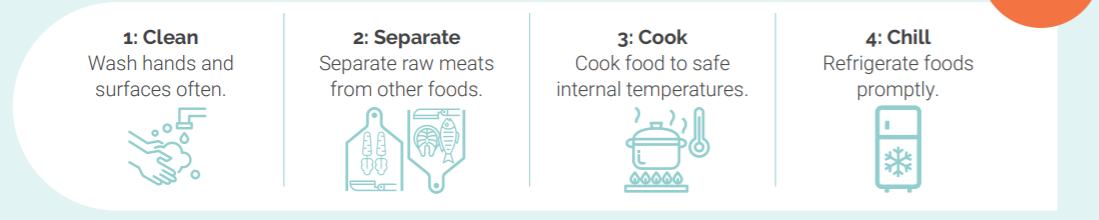 1: Clean
Wash hands and
surfaces often.
2: Separate
Separate raw meats
from other foods.
3: Cook
Cook food to safe
internal temperatures.
4: Chill
Refrigerate foods
promptly.